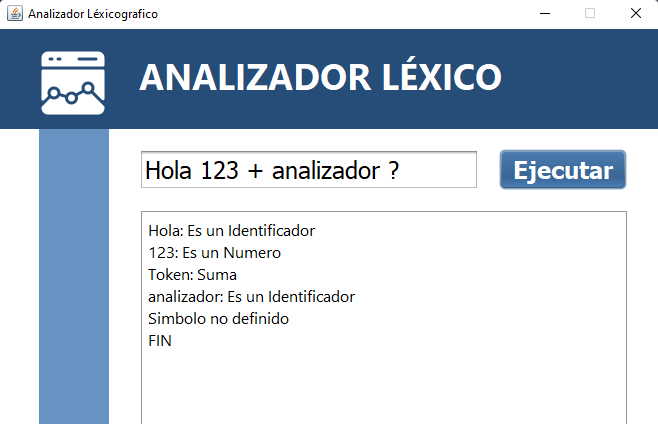 Analizador Léxicografico
ANALIZADOR LÉXICO
Hola 123 + analizador ?
Ejecutar
Hola: Es un Identificador
123: Es un Numero
Token: Suma
analizador: Es un Identificador
Simbolo no definido
FIN